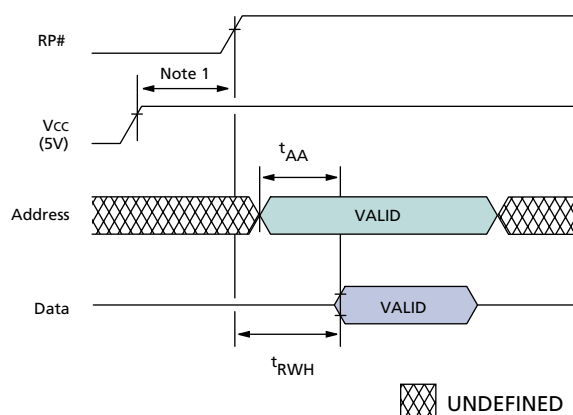 RP#
Note 1
Vcc
(5V)
tAA
Address
VALID
Data
VALID
tRWH
UNDEFINED